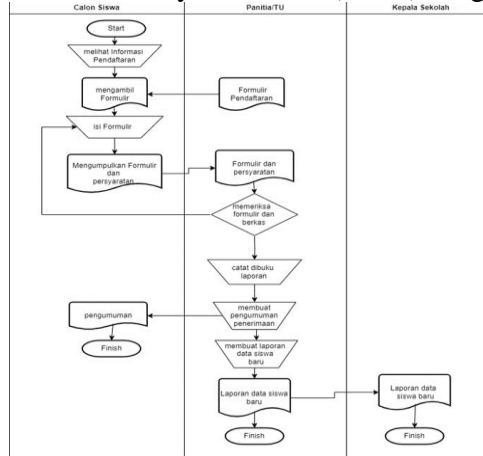 Calon Siswa
Panitia/TU
Kepala Sekolah
Start
melihat Informasi
Pendaftaran
mengambil
Formulir
Formulir
Pendaftaran
isi Formulir
Mengumpulkan Formulir
dan
persyaratan
Formulir dan
persyaratan
memeriksa
formulir dan
berkas
catat dibuku
laporan
pengumuman
membuat
pengumuman
penerimaan
Finish
membuat laporan
data siswa
baru
Laporan data siswa
baru
Laporan data
siswa baru
Finish
Finish